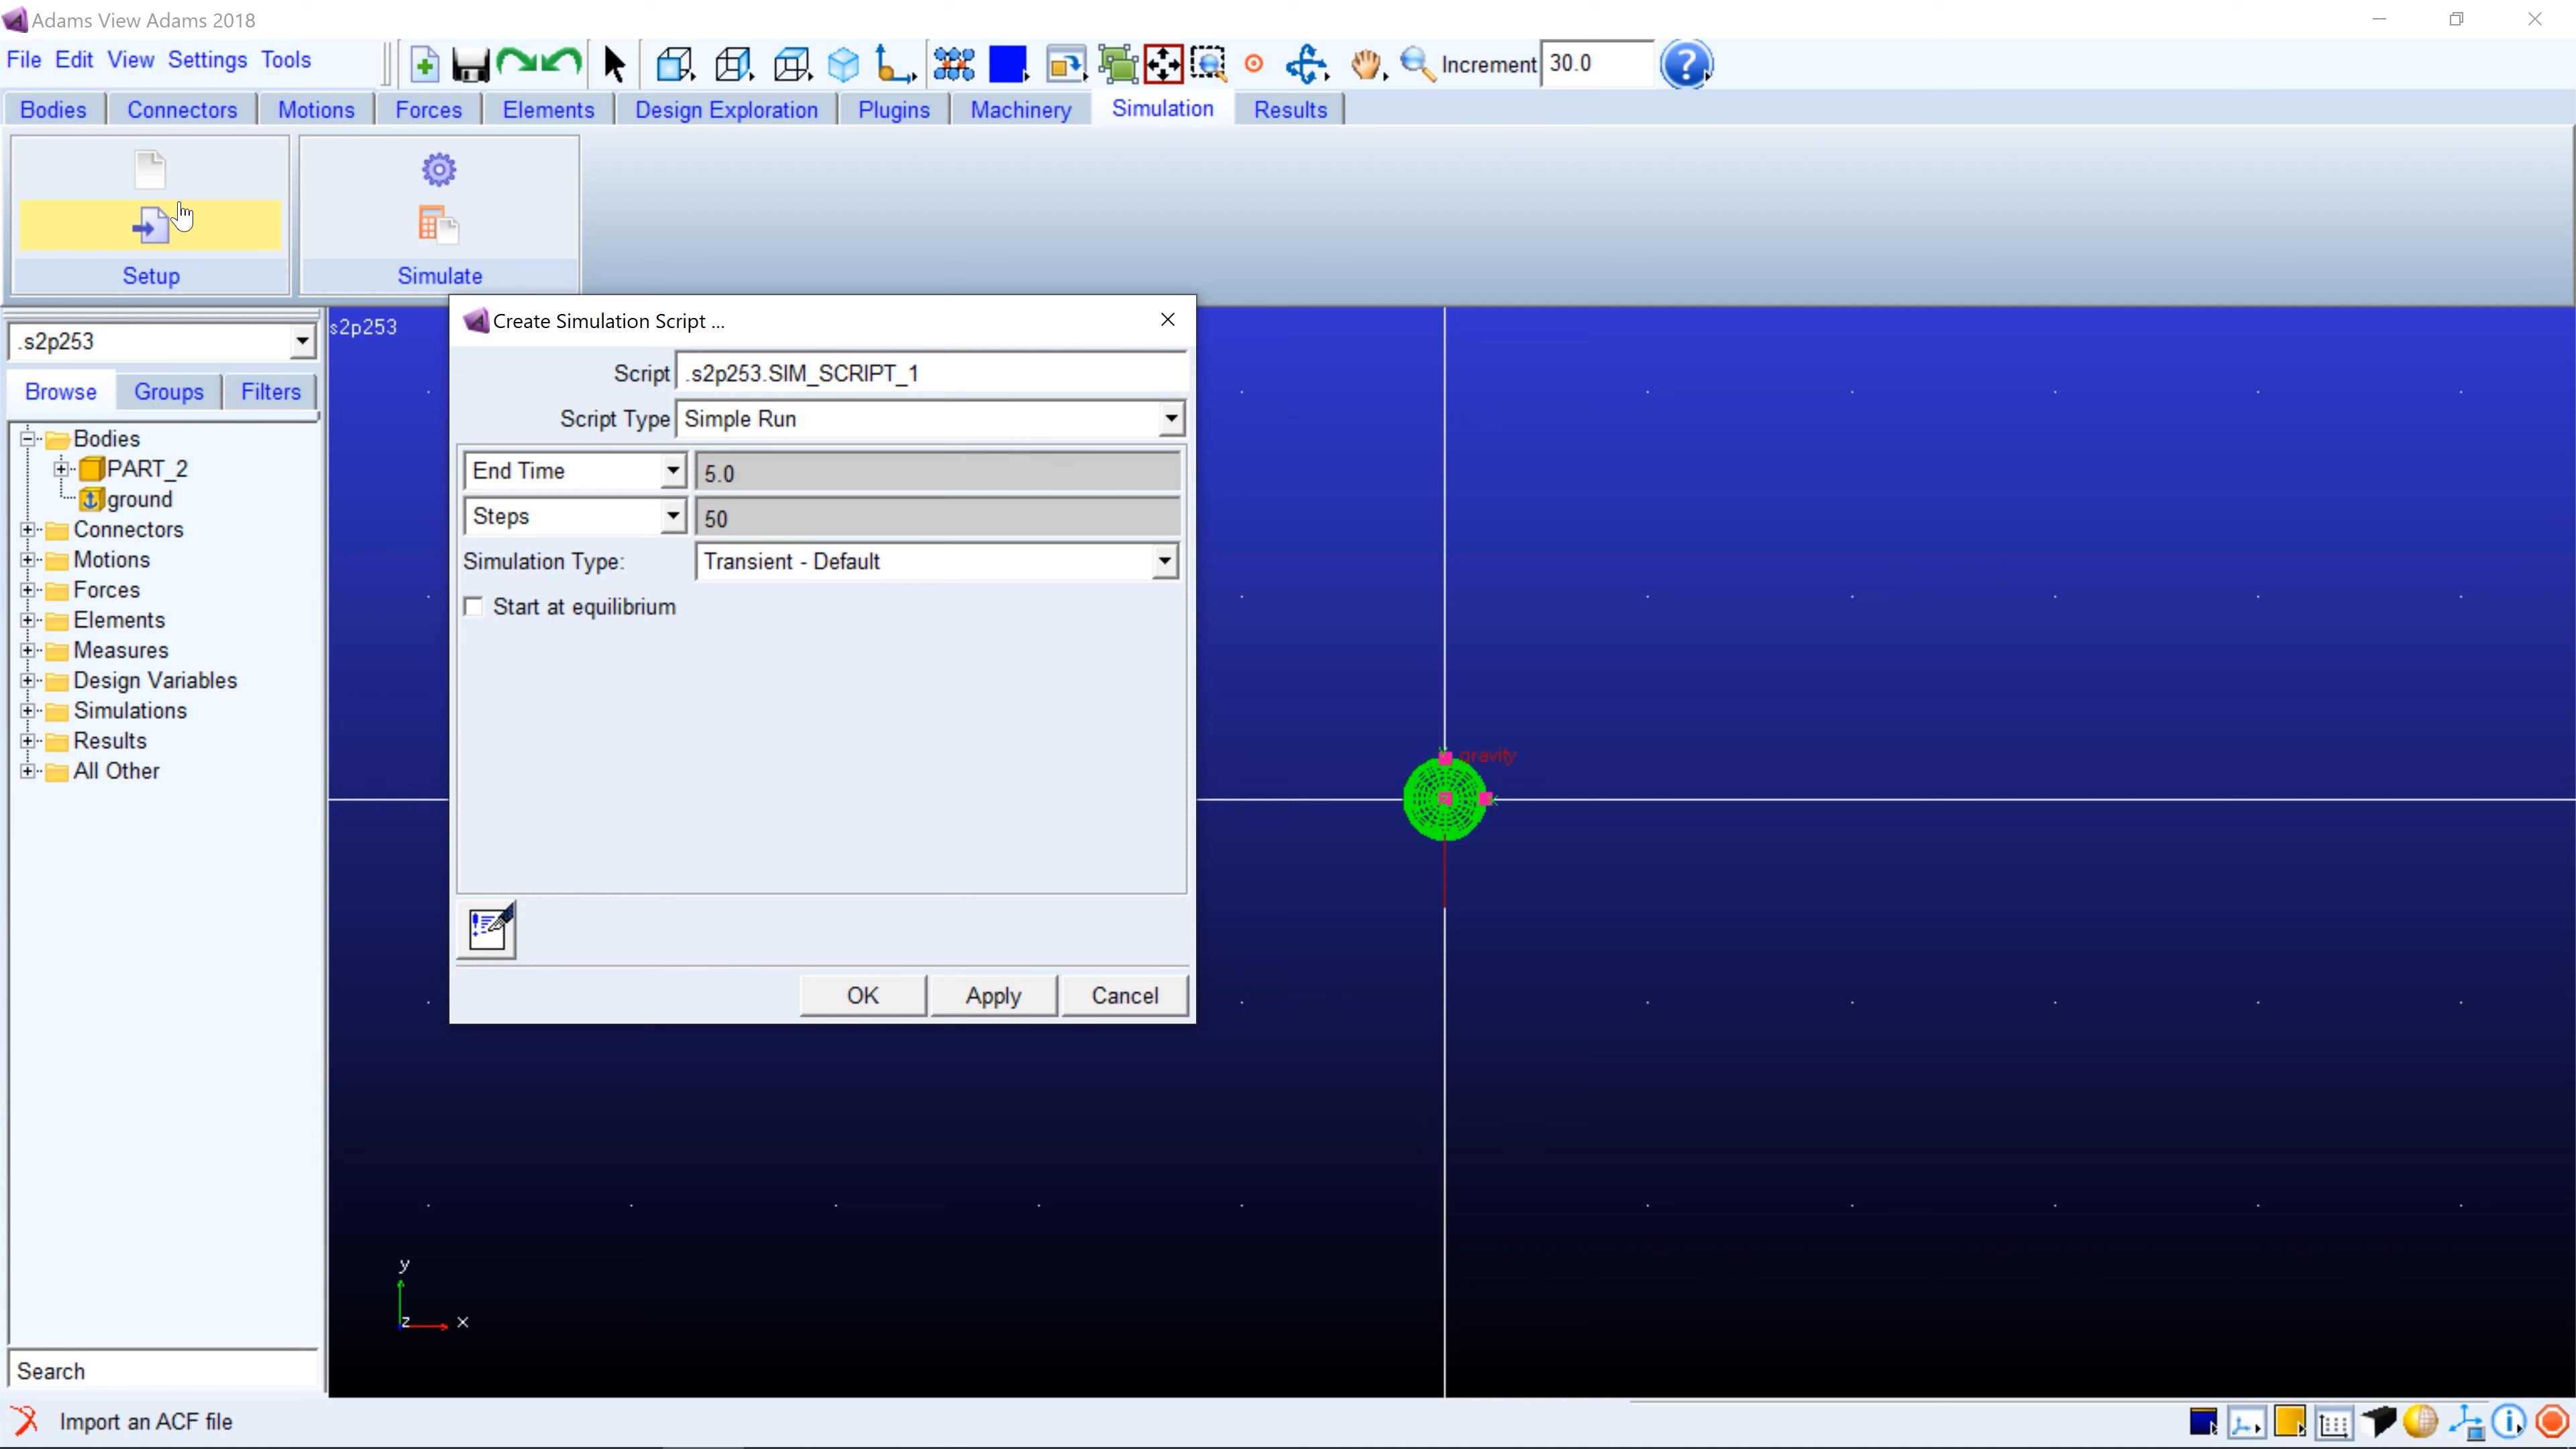 Adams View Adams 2018
File Edit View Settings Tools
Increment 30.0
Bodies Connectors Motions Forces Elements Design Exploration Plugins Machinery Simulation Results
Setup Simulate
.s2p253
s2p253
Browse Groups Filters
Bodies
PART_2
ground
Connectors
Motions
Forces
Elements
Measures
Design Variables
Simulations
Results
All Other
Search
Create Simulation Script ...
Script .s2p253.SIM_SCRIPT_1
Script Type Simple Run
End Time 5.0
Steps 50
Simulation Type: Transient - Default
Start at equilibrium
OK Apply Cancel
gravity
y
z x
Import an ACF file